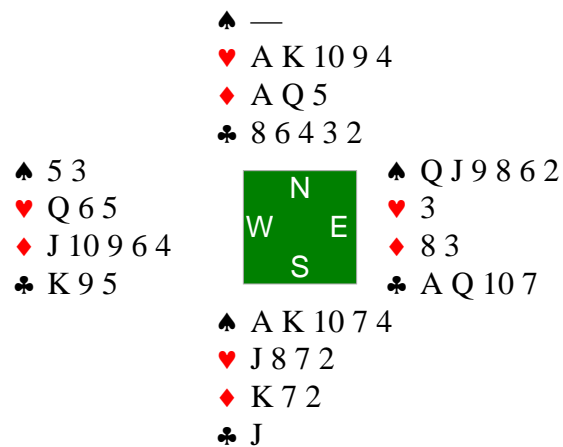 ♠ —
♥ A K 10 9 4
♦ A Q 5
♣ 8 6 4 3 2
♠ 5 3
♥ Q 6 5
♦ J 10 9 6 4
♣ K 9 5
N
W E
S
♠ Q J 9 8 6 2
♥ 3
♦ 8 3
♣ A Q 10 7
♠ A K 10 7 4
♥ J 8 7 2
♦ K 7 2
♣ J